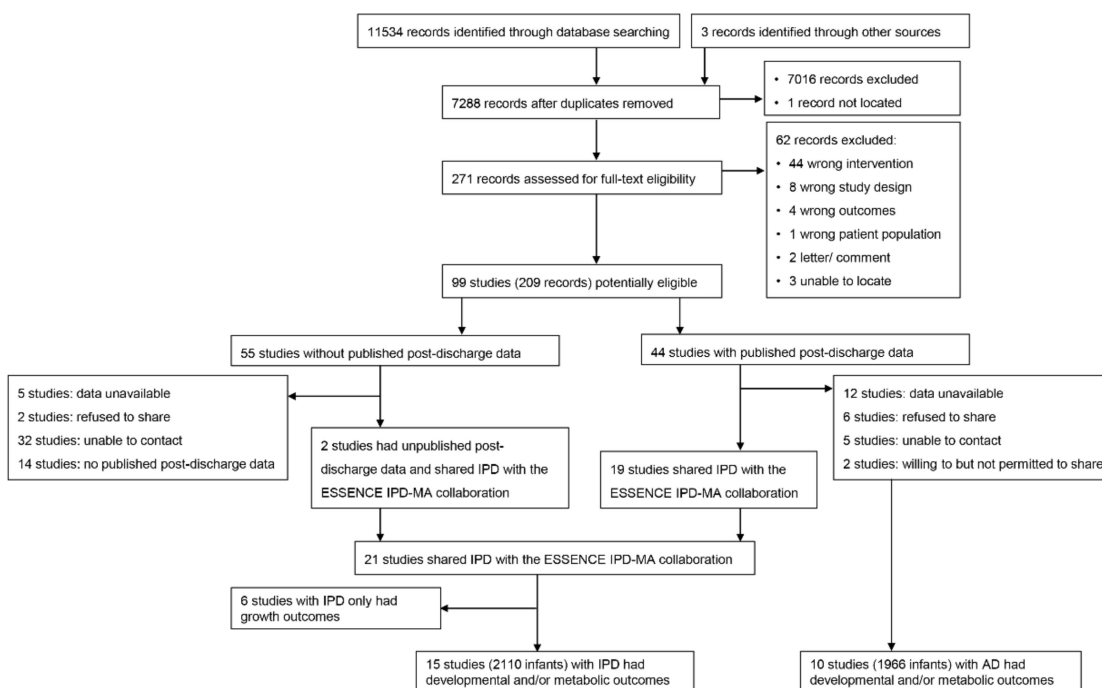 11534 records identified through database searching
3 records identified through other sources
• 7016 records excluded
• 1 record not located
7288 records after duplicates removed
62 records excluded:
• 44 wrong intervention
• 8 wrong study design
• 4 wrong outcomes
• 1 wrong patient population
• 2 letter/ comment
• 3 unable to locate
271 records assessed for full-text eligibility
99 studies (209 records) potentially eligible
55 studies without published post-discharge data
44 studies with published post-discharge data
5 studies: data unavailable
2 studies: refused to share
32 studies: unable to contact
14 studies: no published post-discharge data
2 studies had unpublished post-
discharge data and shared IPD with the
ESSENCE IPD-MA collaboration
19 studies shared IPD with the
ESSENCE IPD-MA collaboration
12 studies: data unavailable
6 studies: refused to share
5 studies: unable to contact
2 studies: willing to but not permitted to share
21 studies shared IPD with the ESSENCE IPD-MA collaboration
6 studies with IPD only had
growth outcomes
15 studies (2110 infants) with IPD had
developmental and/or metabolic outcomes
10 studies (1966 infants) with AD had
developmental and/or metabolic outcomes